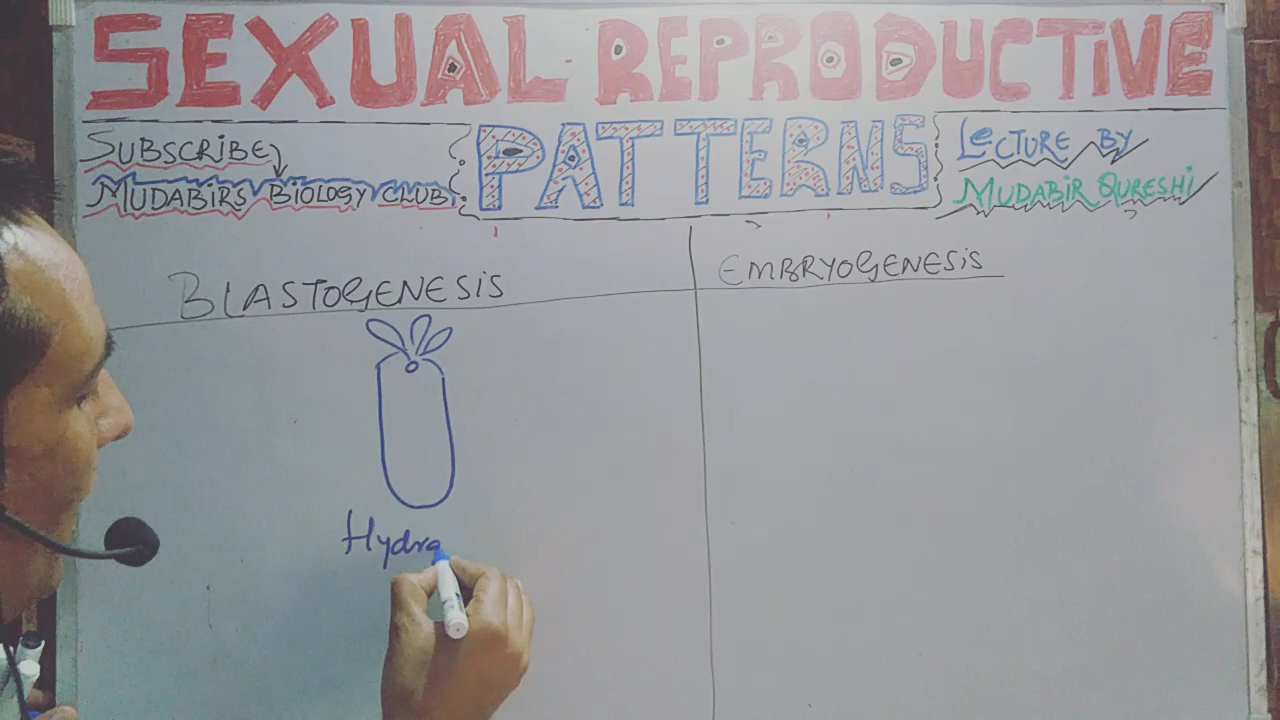 SEXUAL REPRODUCTIVE
PATTERNS
SUBSCRIBE
MUDABIRS BIOLOGY CLUB
LECTURE BY
MUDABIR QURESHI
BLASTOGENESIS
EMBRYOGENESIS
Hydra